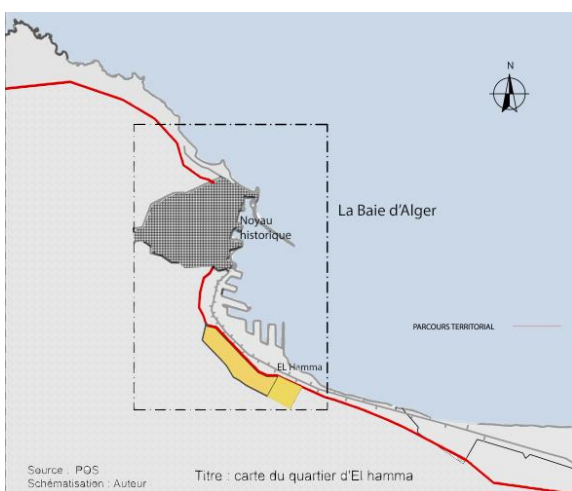 N
La Baie d'Alger
Noyau
historique
PARCOURS TERRITORIAL
EL Hamma
Source : POS
Schématisation : Auteur
Titre : carte du quartier d'El hamma